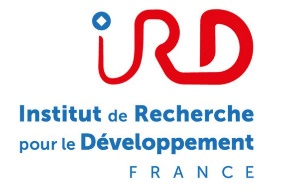 iRD
Institut de Recherche
pour le Développement
FRANCE